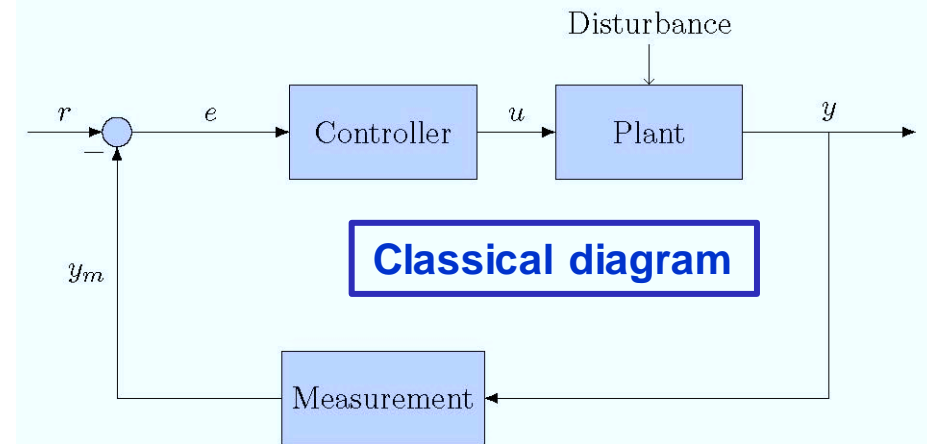 Disturbance
r
e
Controller
u
Plant
y
−
Classical diagram
y_m
Measurement